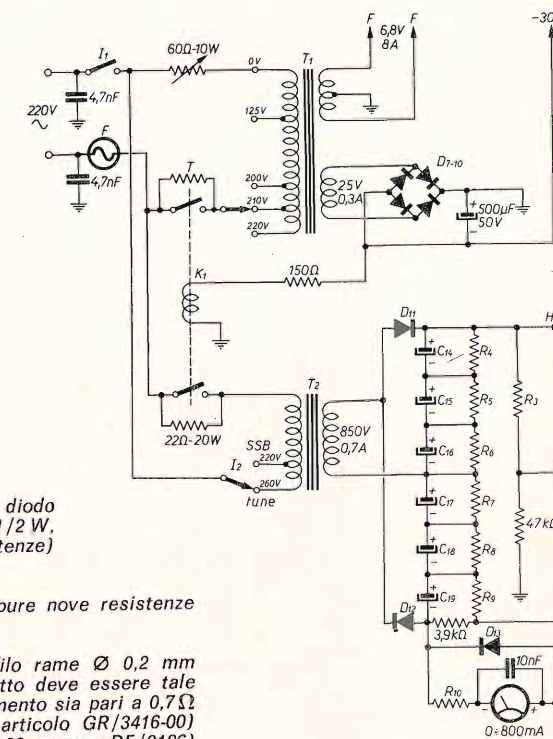 F
6,8V
8A
F
-30
I1
60Ω-10W
0V
T1
4,7nF
220V
125V
F
D7-10
T
4,7nF
200V
25V
0,3A
210V
+
500µF
50V
-
220V
K1
150Ω
D11
H
+
C14
-
R4
T2
+
C15
-
R5
R3
22Ω-20W
850V
0,7A
SSB
220V
+
C16
-
R6
I2
260V
tune
+
C17
-
R7
diodo
1/2 W,
tenze)
+
C18
-
R8
47kΩ
+
C19
-
R9
pure nove resistenze
D12
3,9kΩ
D13
10nF
ilo rame Ø 0,2 mm
tto deve essere tale
mento sia pari a 0,7Ω
articolo GR/3416-00)
R10
-
+
0÷800mA